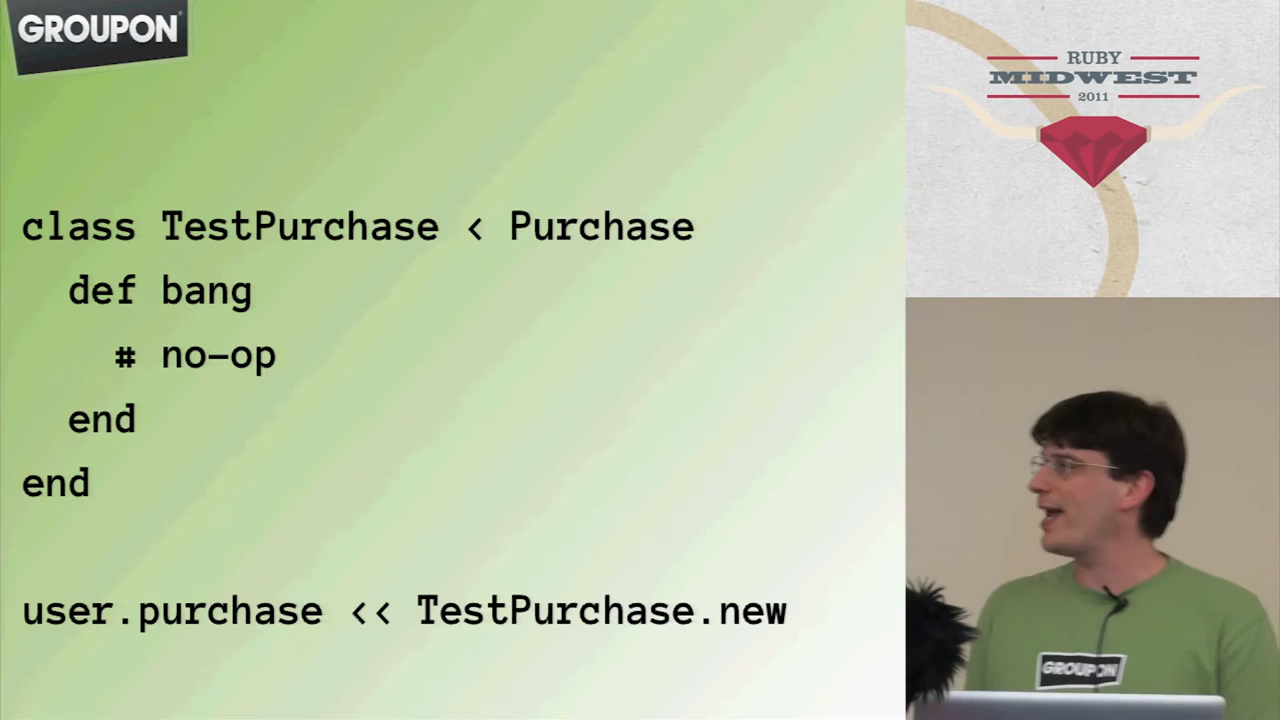 GROUPON
class TestPurchase < Purchase
  def bang
    # no-op
  end
end
user.purchase << TestPurchase.new
RUBY
MIDWEST
2011
GROUPON